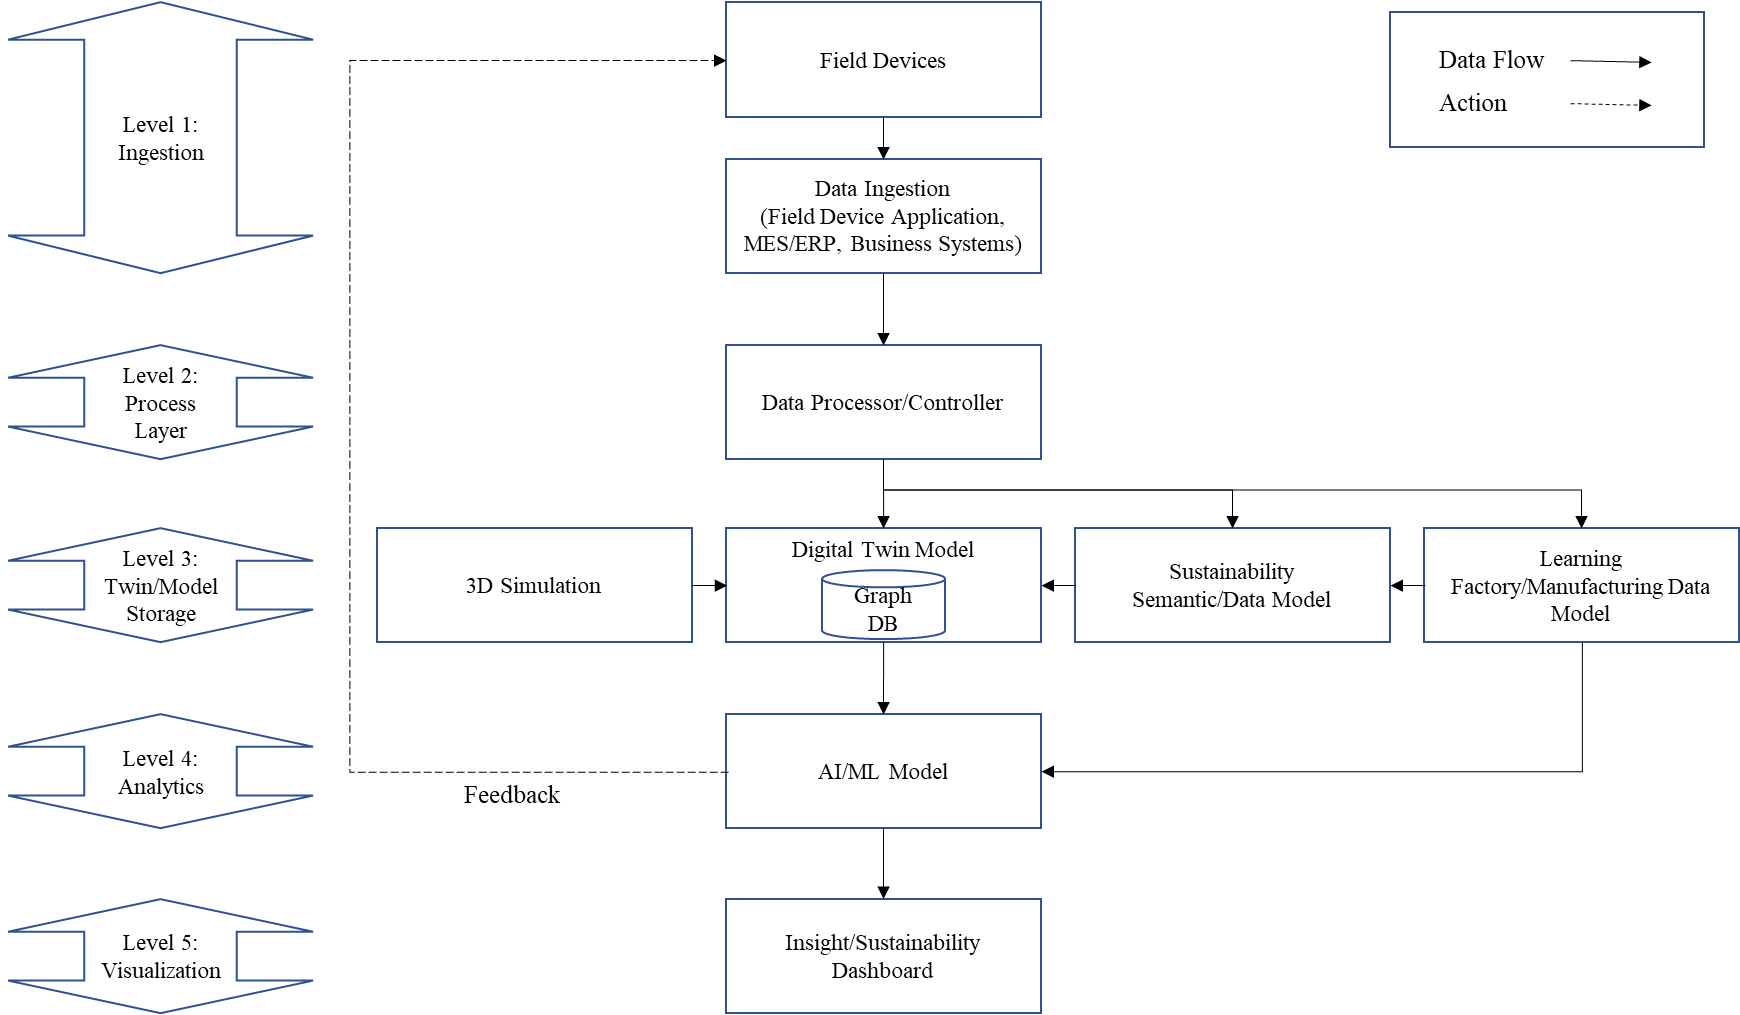 Field Devices
Data Flow
Action
Level 1:
Ingestion
Data Ingestion
(Field Device Application,
MES/ERP, Business Systems)
Level 2:
Process
Layer
Data Processor/Controller
Level 3:
Twin/Model
Storage
3D Simulation
Digital Twin Model
Graph
DB
Sustainability
Semantic/Data Model
Learning
Factory/Manufacturing Data
Model
Level 4:
Analytics
Feedback
AI/ML Model
Level 5:
Visualization
Insight/Sustainability
Dashboard